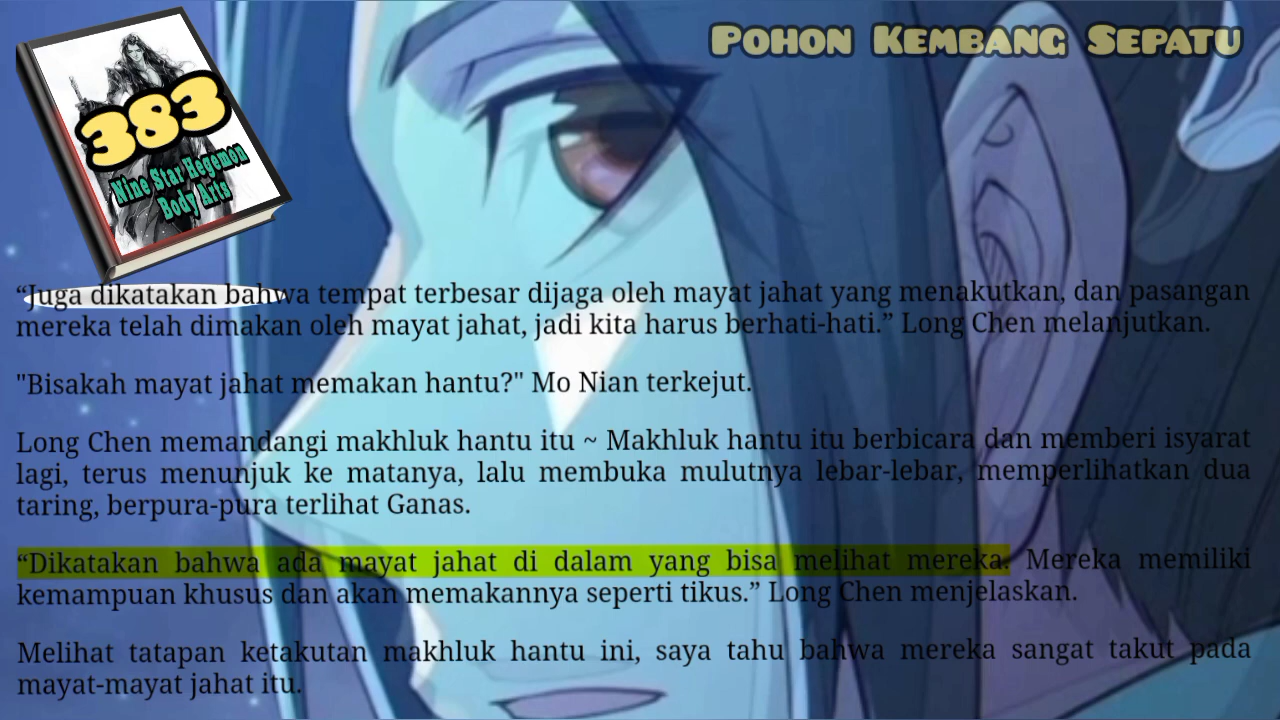 Pohon Kembang Sepatu
383
Nine Star Hegemon
Body Arts
“Juga dikatakan bahwa tempat terbesar dijaga oleh mayat jahat yang menakutkan, dan pasangan
mereka telah dimakan oleh mayat jahat, jadi kita harus berhati-hati.” Long Chen melanjutkan.
"Bisakah mayat jahat memakan hantu?" Mo Nian terkejut.
Long Chen memandangi makhluk hantu itu ~ Makhluk hantu itu berbicara dan memberi isyarat
lagi, terus menunjuk ke matanya, lalu membuka mulutnya lebar-lebar, memperlihatkan dua
taring, berpura-pura terlihat Ganas.
“Dikatakan bahwa ada mayat jahat di dalam yang bisa melihat mereka. Mereka memiliki
kemampuan khusus dan akan memakannya seperti tikus.” Long Chen menjelaskan.
Melihat tatapan ketakutan makhluk hantu ini, saya tahu bahwa mereka sangat takut pada
mayat-mayat jahat itu.